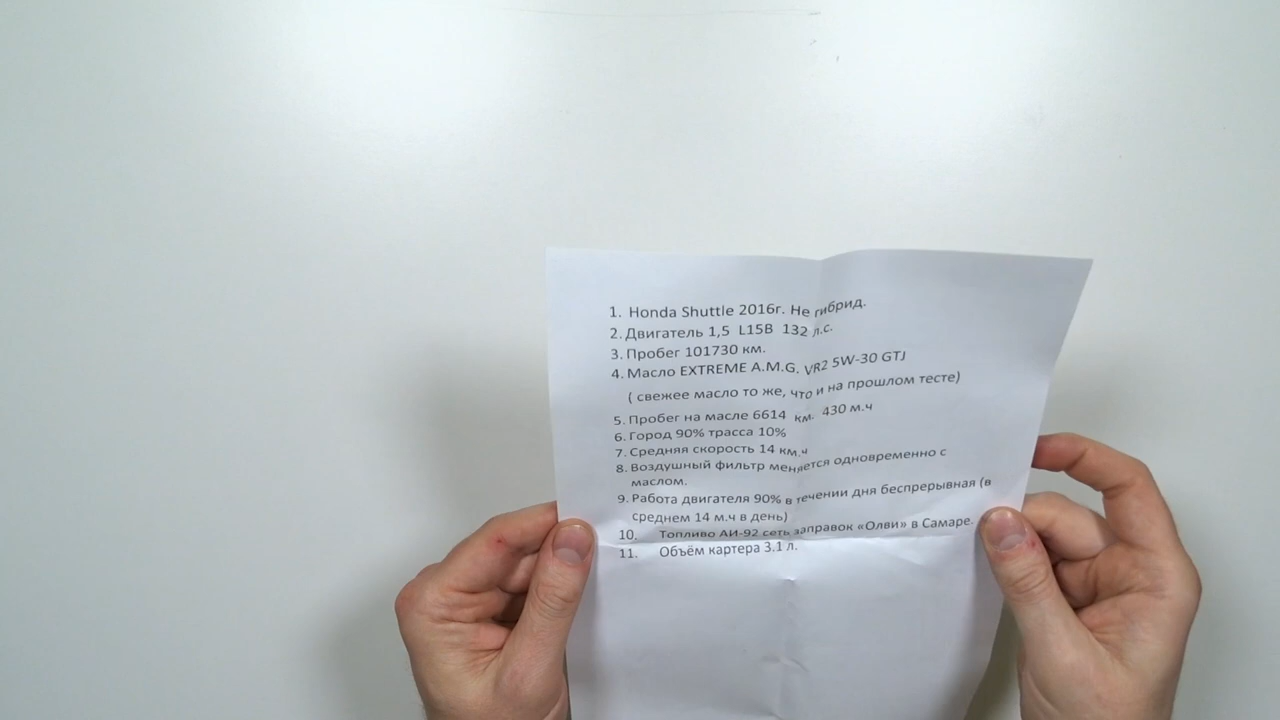 1. Honda Shuttle 2016г. Не гибрид.
2. Двигатель 1,5 L15B 132 л.с.
3. Пробег 101730 км.
4. Масло EXTREME A.M.G. VR2 5W-30 GTJ
( свежее масло то же, что и на прошлом тесте)
5. Пробег на масле 6614 км. 430 м.ч
6. Город 90% трасса 10%
7. Средняя скорость 14 км.ч
8. Воздушный фильтр меняется одновременно с
маслом.
9. Работа двигателя 90% в течении дня беспрерывная (в
среднем 14 м.ч в день)
10. Топливо АИ-92 сеть заправок «Олви» в Самаре.
11. Объём картера 3.1 л.